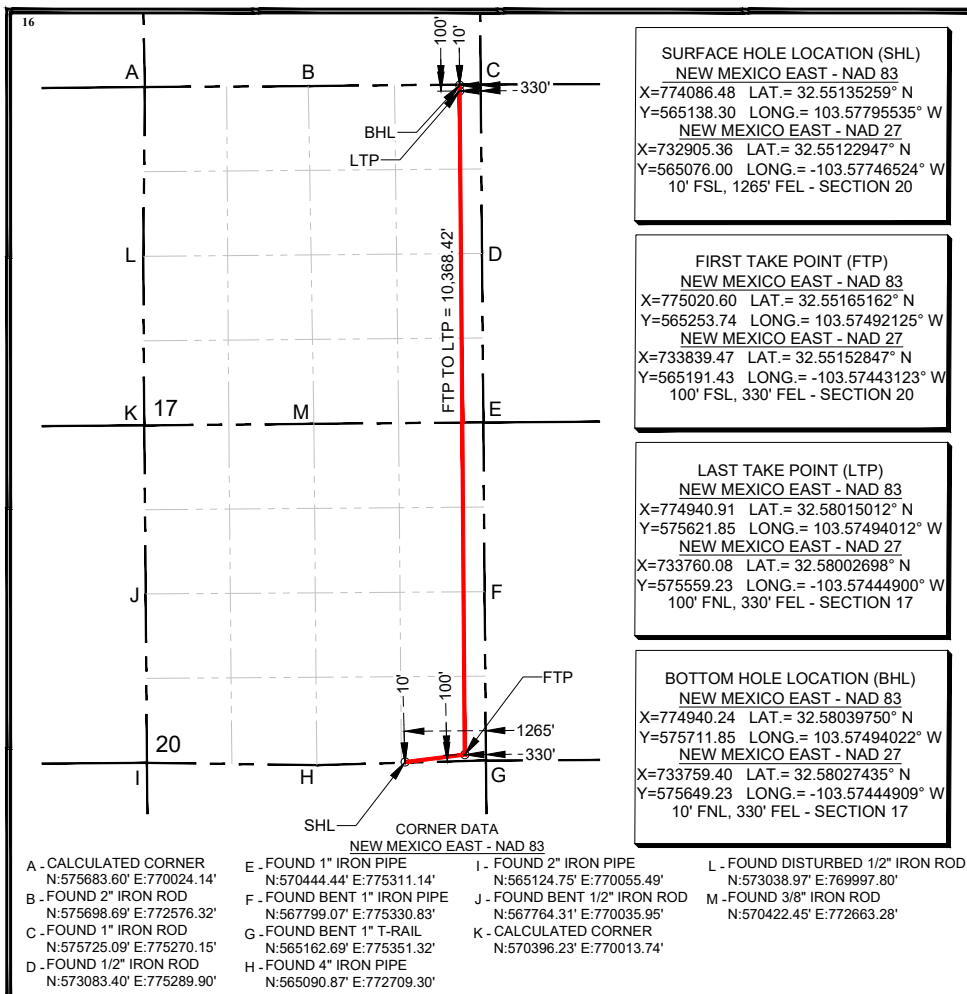 16
100'
10'
A
B
C
330'
BHL
LTP
L
D
FTP TO LTP = 10,368.42'
K
17
M
E
J
F
FTP
10'
100'
1265'
20
330'
I
H
G
SHL
SURFACE HOLE LOCATION (SHL)
NEW MEXICO EAST - NAD 83
X=774086.48 LAT.= 32.55135259° N
Y=565138.30 LONG.= 103.57795535° W
NEW MEXICO EAST - NAD 27
X=732905.36 LAT.= 32.55122947° N
Y=565076.00 LONG.= -103.57746524° W
10' FSL, 1265' FEL - SECTION 20
FIRST TAKE POINT (FTP)
NEW MEXICO EAST - NAD 83
X=775020.60 LAT.= 32.55165162° N
Y=565253.74 LONG.= 103.57492125° W
NEW MEXICO EAST - NAD 27
X=733839.47 LAT.= 32.55152847° N
Y=565191.43 LONG.= -103.57443123° W
100' FSL, 330' FEL - SECTION 20
LAST TAKE POINT (LTP)
NEW MEXICO EAST - NAD 83
X=774940.91 LAT.= 32.58015012° N
Y=575621.85 LONG.= 103.57494012° W
NEW MEXICO EAST - NAD 27
X=733760.08 LAT.= 32.58002698° N
Y=575559.23 LONG.= -103.57444900° W
100' FNL, 330' FEL - SECTION 17
BOTTOM HOLE LOCATION (BHL)
NEW MEXICO EAST - NAD 83
X=774940.24 LAT.= 32.58039750° N
Y=575711.85 LONG.= 103.57494022° W
NEW MEXICO EAST - NAD 27
X=733759.40 LAT.= 32.58027435° N
Y=575649.23 LONG.= -103.57444909° W
10' FNL, 330' FEL - SECTION 17
CORNER DATA
NEW MEXICO EAST - NAD 83
A - CALCULATED CORNER
N:575683.60' E:770024.14'
B - FOUND 2" IRON ROD
N:575698.69' E:772576.32'
C - FOUND 1" IRON ROD
N:575725.09' E:775270.15'
D - FOUND 1/2" IRON ROD
N:573083.40' E:775289.90'
E - FOUND 1" IRON PIPE
N:570444.44' E:775311.14'
F - FOUND BENT 1" IRON PIPE
N:567799.07' E:775330.83'
G - FOUND BENT 1" T-RAIL
N:565162.69' E:775351.32'
H - FOUND 4" IRON PIPE
N:565090.87' E:772709.30'
I - FOUND 2" IRON PIPE
N:565124.75' E:770055.49'
J - FOUND BENT 1/2" IRON ROD
N:567764.31' E:770035.95'
K - CALCULATED CORNER
N:570396.23' E:770013.74'
L - FOUND DISTURBED 1/2" IRON ROD
N:573038.97' E:769997.80'
M - FOUND 3/8" IRON ROD
N:570422.45' E:772663.28'